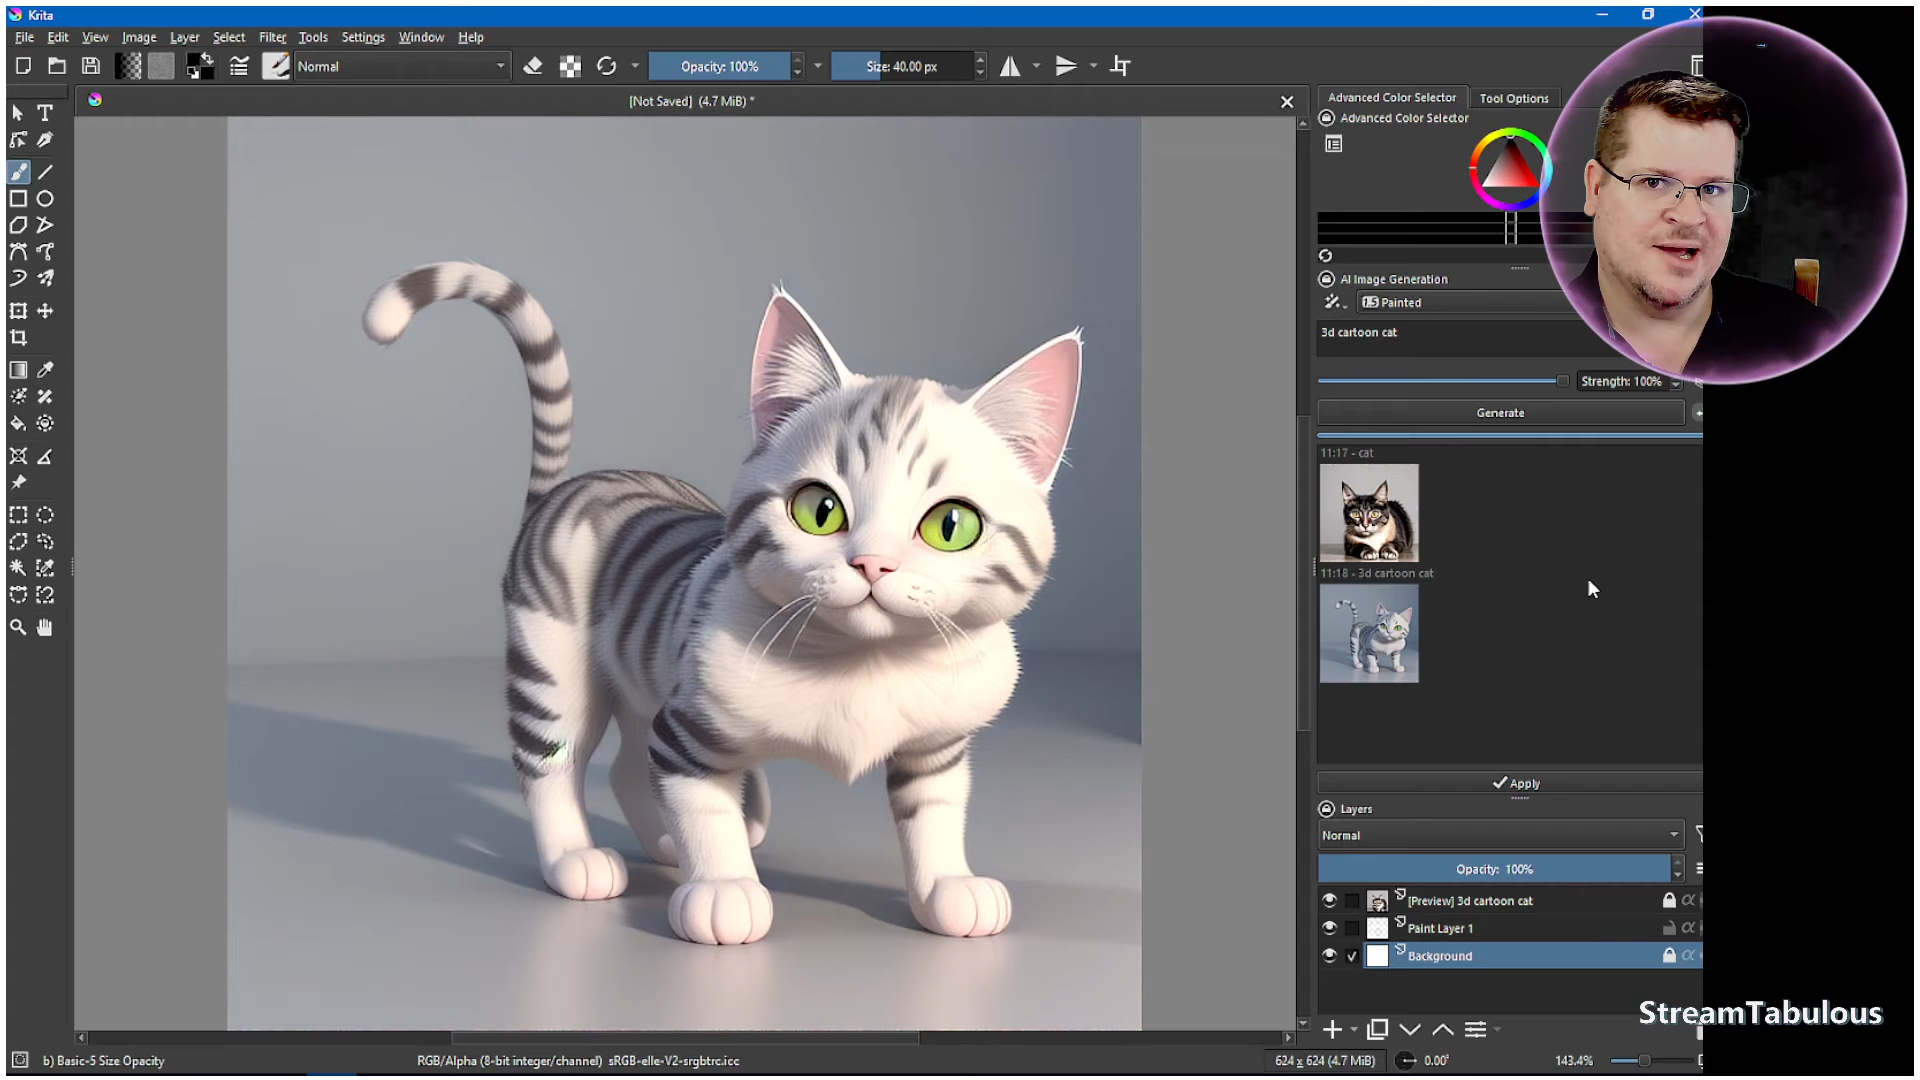 Krita
File Edit View Image Layer Select Filter Tools Settings Window Help
Normal
Opacity: 100%
Size: 40.00 px
[Not Saved] (4.7 MiB) *
Advanced Color Selector
Tool Options
Advanced Color Selector
AI Image Generation
1.5 Painted
3d cartoon cat
Strength: 100%
Generate
11:17 - cat
11:18 - 3d cartoon cat
Apply
Layers
Normal
Opacity: 100%
[Preview] 3d cartoon cat
Paint Layer 1
Background
StreamTabulous
b) Basic-5 Size Opacity
RGB/Alpha (8-bit integer/channel) sRGB-elle-V2-srgbtrc.icc
624 x 624 (4.7 MiB)
0.00°
143.4%